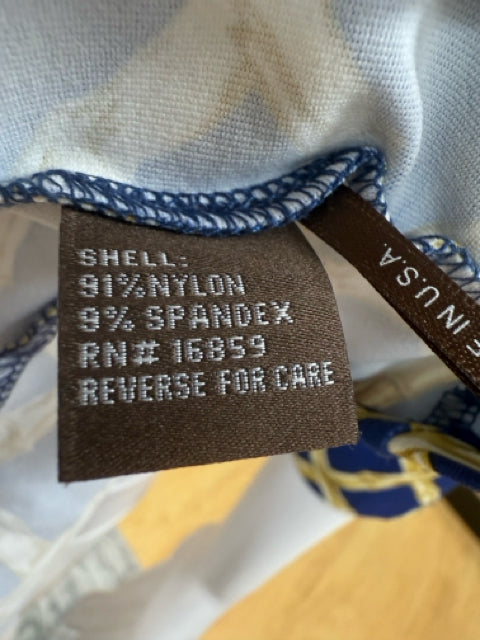 SHELL:
91%NYLON
9% SPANDEX
RN# 16859
REVERSE FOR CARE
IN U.S.A.